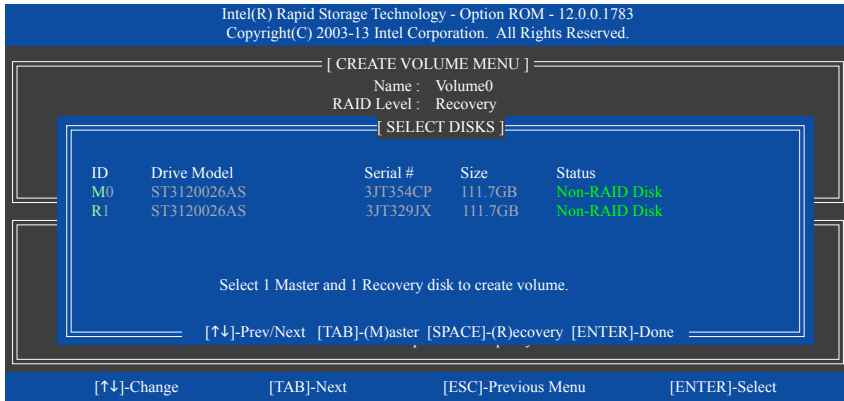 Intel(R) Rapid Storage Technology - Option ROM - 12.0.0.1783
Copyright(C) 2003-13 Intel Corporation. All Rights Reserved.
[ CREATE VOLUME MENU ]
Name : Volume0
RAID Level : Recovery
[ SELECT DISKS ]
ID Drive Model Serial # Size Status
M0 ST3120026AS 3JT354CP 111.7GB Non-RAID Disk
R1 ST3120026AS 3JT329JX 111.7GB Non-RAID Disk
Select 1 Master and 1 Recovery disk to create volume.
[↑↓]-Prev/Next [TAB]-(M)aster [SPACE]-(R)ecovery [ENTER]-Done
[↑↓]-Change [TAB]-Next [ESC]-Previous Menu [ENTER]-Select